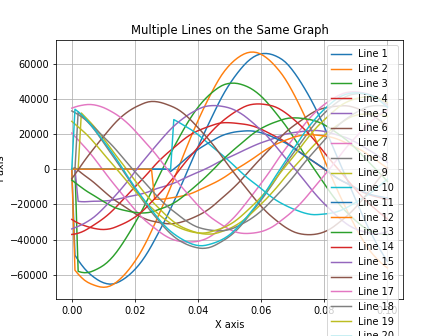 Multiple Lines on the Same Graph
60000
40000
20000
0
−20000
−40000
−60000
0.00
0.02
0.04
0.06
X axis
Line 1
Line 2
Line 3
Line 4
Line 5
Line 6
Line 7
Line 8
Line 9
Line 10
Line 11
Line 12
Line 13
Line 14
Line 15
Line 16
Line 17
Line 18
Line 19
Line 20